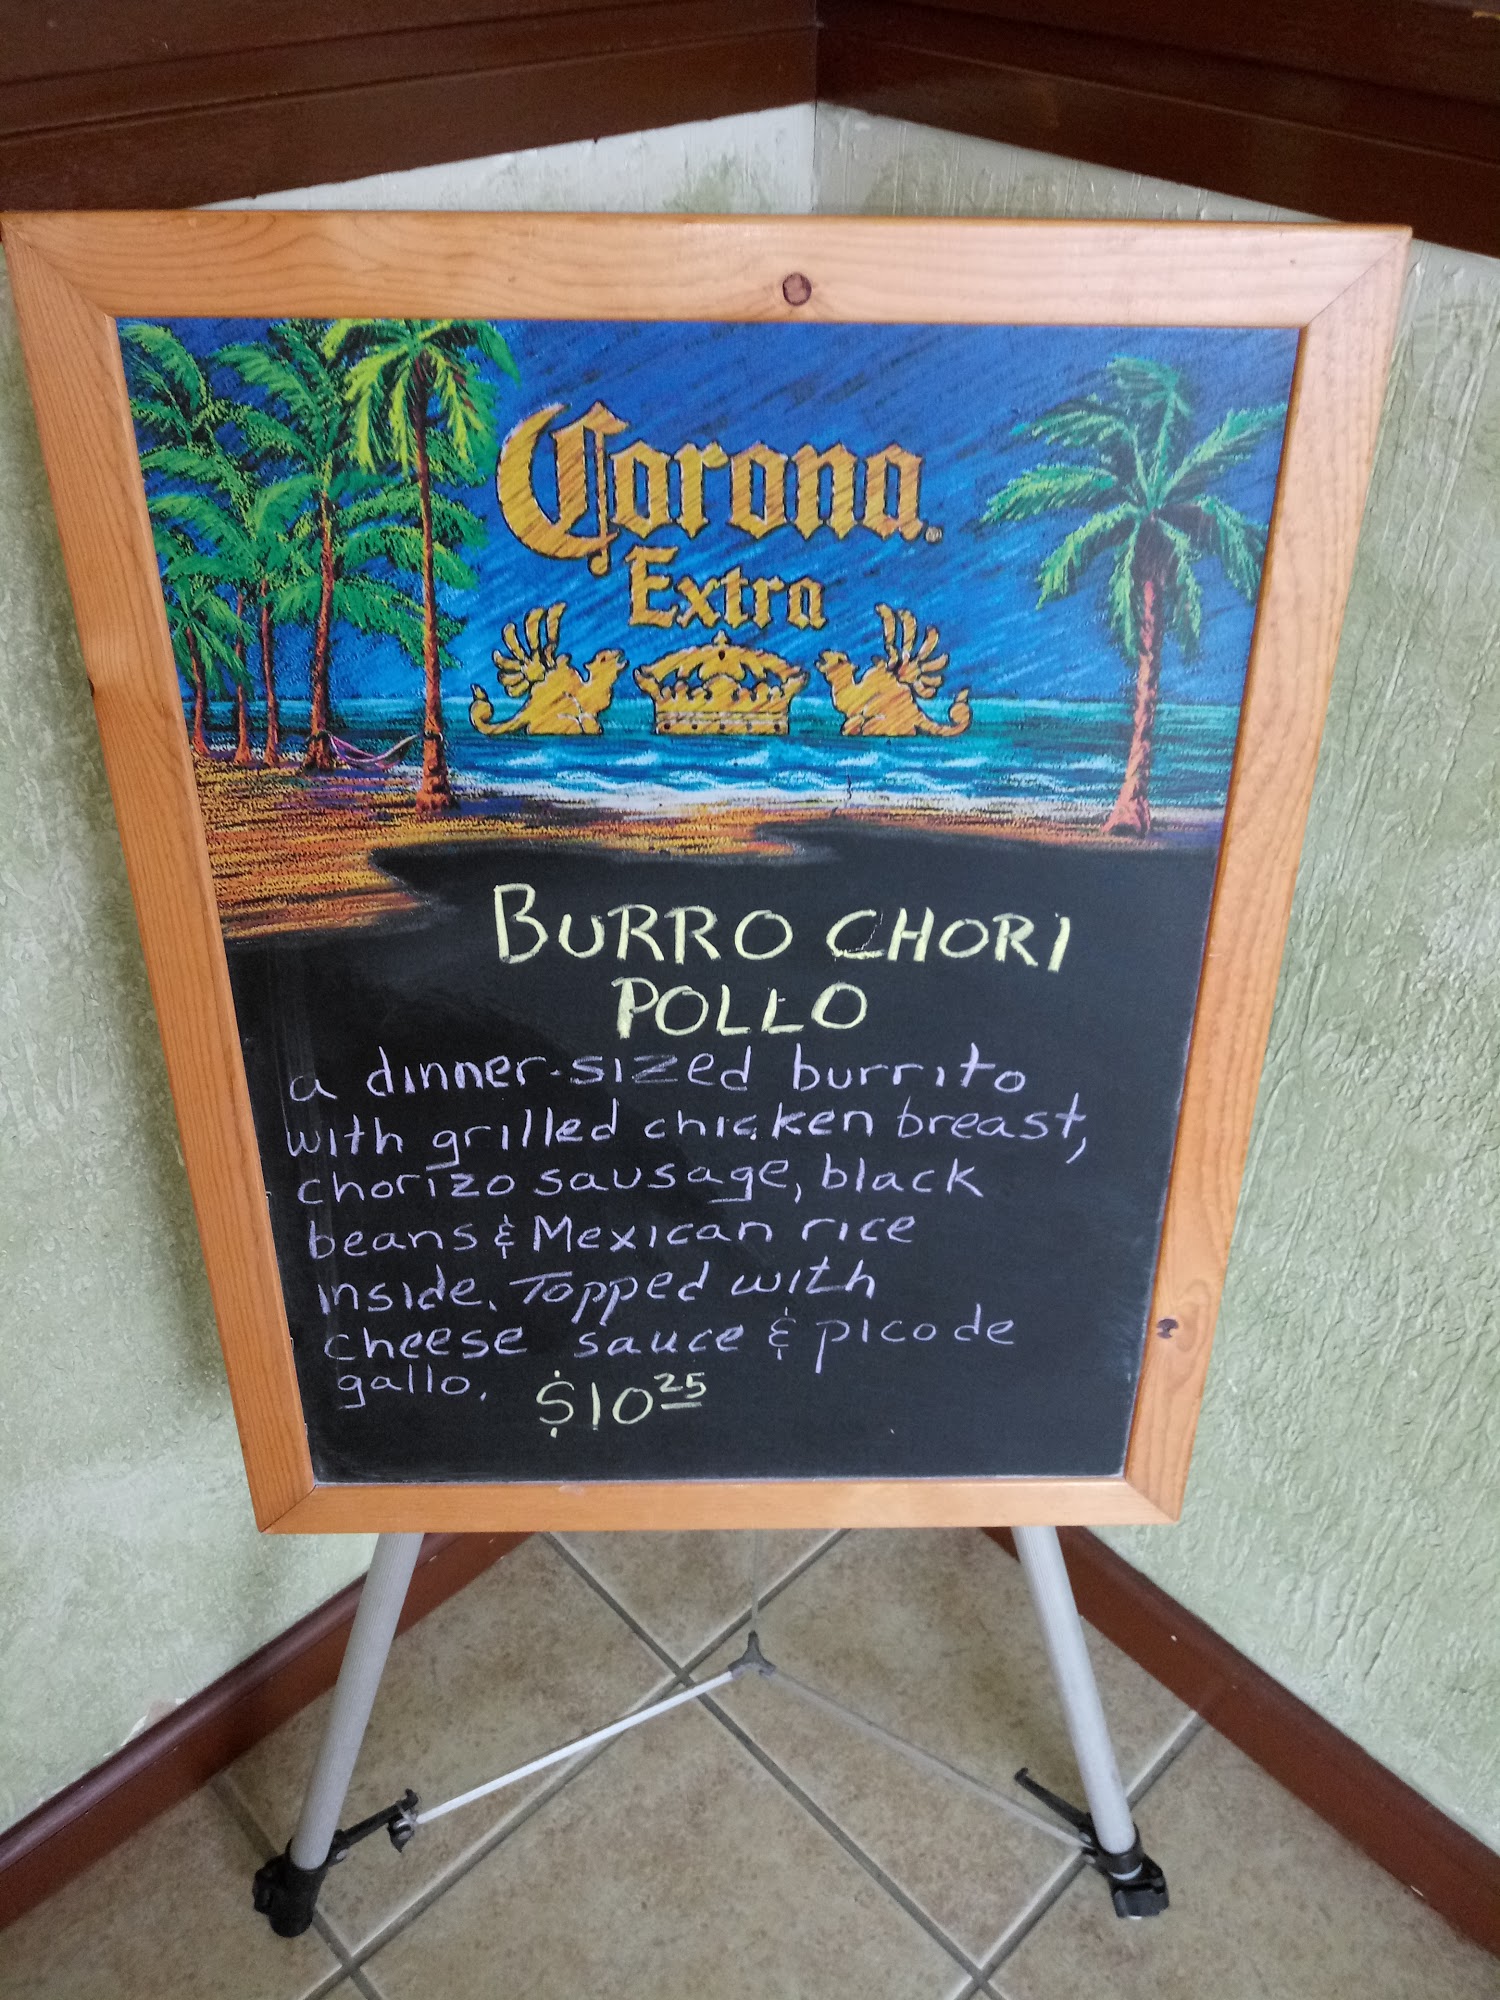 Corona
Extra
BURRO CHORI
POLLO
a dinner-sized burrito
with grilled chicken breast,
chorizo sausage, black
beans & Mexican rice
inside. Topped with
cheese sauce & pico de
gallo. $10.25